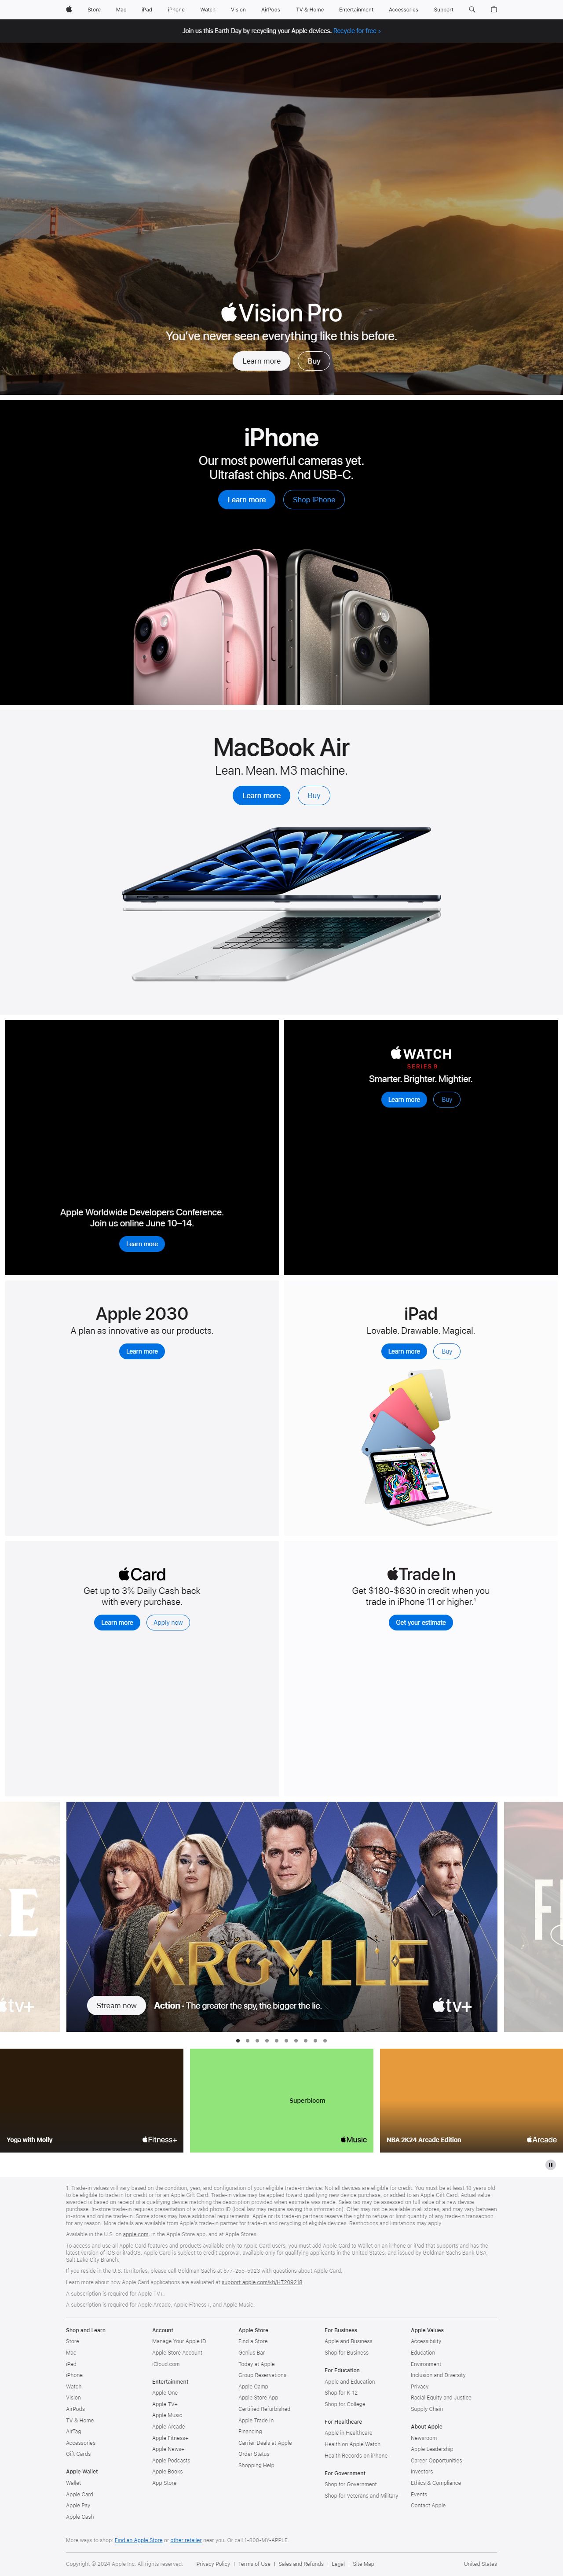 Store Mac iPad iPhone Watch Vision AirPods TV & Home Entertainment Accessories Support
Join us this Earth Day by recycling your Apple devices. Recycle for free >
Vision Pro
You've never seen everything like this before.
Learn more Buy
iPhone
Our most powerful cameras yet.
Ultrafast chips. And USB-C.
Learn more Shop iPhone
MacBook Air
Lean. Mean. M3 machine.
Learn more Buy
Apple Worldwide Developers Conference.
Join us online June 10–14.
Learn more
WATCH
SERIES 9
Smarter. Brighter. Mightier.
Learn more Buy
Apple 2030
A plan as innovative as our products.
Learn more
iPad
Lovable. Drawable. Magical.
Learn more Buy
Card
Get up to 3% Daily Cash back
with every purchase.
Learn more Apply now
Trade In
Get $180-$630 in credit when you
trade in iPhone 11 or higher.¹
Get your estimate
ARGYLLE
Stream now Action · The greater the spy, the bigger the lie. tv+
tv+
Yoga with Molly Fitness+
Superbloom
Music
NBA 2K24 Arcade Edition Arcade
1. Trade-in values will vary based on the condition, year, and configuration of your eligible trade-in device. Not all devices are eligible for credit. You must be at least 18 years old
to be eligible to trade in for credit or for an Apple Gift Card. Trade-in value may be applied toward qualifying new device purchase, or added to an Apple Gift Card. Actual value
awarded is based on receipt of a qualifying device matching the description provided when estimate was made. Sales tax may be assessed on full value of a new device
purchase. In-store trade-in requires presentation of a valid photo ID (local law may require saving this information). Offer may not be available in all stores, and may vary between
in-store and online trade-in. Some stores may have additional requirements. Apple or its trade-in partners reserve the right to refuse or limit quantity of any trade-in transaction
for any reason. More details are available from Apple's trade-in partner for trade-in and recycling of eligible devices. Restrictions and limitations may apply.
Available in the U.S. on apple.com, in the Apple Store app, and at Apple Stores.
To access and use all Apple Card features and products available only to Apple Card users, you must add Apple Card to Wallet on an iPhone or iPad that supports and has the
latest version of iOS or iPadOS. Apple Card is subject to credit approval, available only for qualifying applicants in the United States, and issued by Goldman Sachs Bank USA,
Salt Lake City Branch.
If you reside in the U.S. territories, please call Goldman Sachs at 877-255-5923 with questions about Apple Card.
Learn more about how Apple Card applications are evaluated at support.apple.com/kb/HT209218.
A subscription is required for Apple TV+.
A subscription is required for Apple Arcade, Apple Fitness+, and Apple Music.
Shop and Learn
Store
Mac
iPad
iPhone
Watch
Vision
AirPods
TV & Home
AirTag
Accessories
Gift Cards
Apple Wallet
Wallet
Apple Card
Apple Pay
Apple Cash
Account
Manage Your Apple ID
Apple Store Account
iCloud.com
Entertainment
Apple One
Apple TV+
Apple Music
Apple Arcade
Apple Fitness+
Apple News+
Apple Podcasts
Apple Books
App Store
Apple Store
Find a Store
Genius Bar
Today at Apple
Group Reservations
Apple Camp
Apple Store App
Certified Refurbished
Apple Trade In
Financing
Carrier Deals at Apple
Order Status
Shopping Help
For Business
Apple and Business
Shop for Business
For Education
Apple and Education
Shop for K-12
Shop for College
For Healthcare
Apple in Healthcare
Health on Apple Watch
Health Records on iPhone
For Government
Shop for Government
Shop for Veterans and Military
Apple Values
Accessibility
Education
Environment
Inclusion and Diversity
Privacy
Racial Equity and Justice
Supply Chain
About Apple
Newsroom
Apple Leadership
Career Opportunities
Investors
Ethics & Compliance
Events
Contact Apple
More ways to shop: Find an Apple Store or other retailer near you. Or call 1-800-MY-APPLE.
Copyright © 2024 Apple Inc. All rights reserved. Privacy Policy | Terms of Use | Sales and Refunds | Legal | Site Map United States